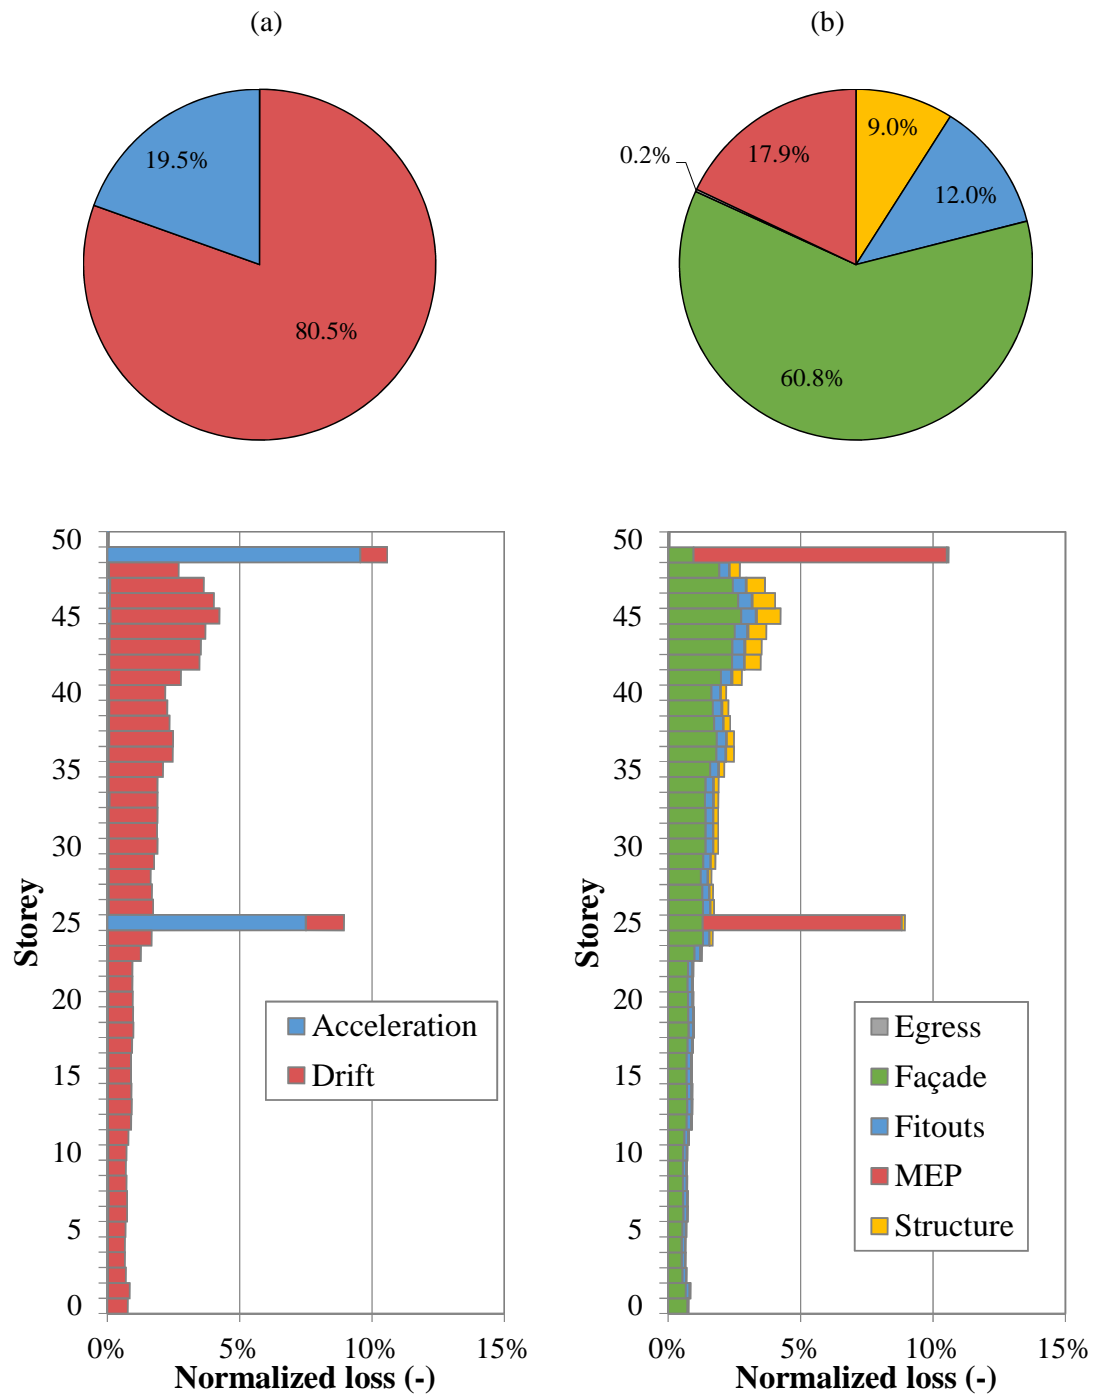 (a)
(b)
19.5%
80.5%
0.2%
17.9%
9.0%
12.0%
60.8%
50
45
40
35
30
25
20
15
10
5
0
Storey
Acceleration
Drift
0%
5%
10%
15%
Normalized loss (-)
50
45
40
35
30
25
20
15
10
5
0
Storey
Egress
Façade
Fitouts
MEP
Structure
0%
5%
10%
15%
Normalized loss (-)